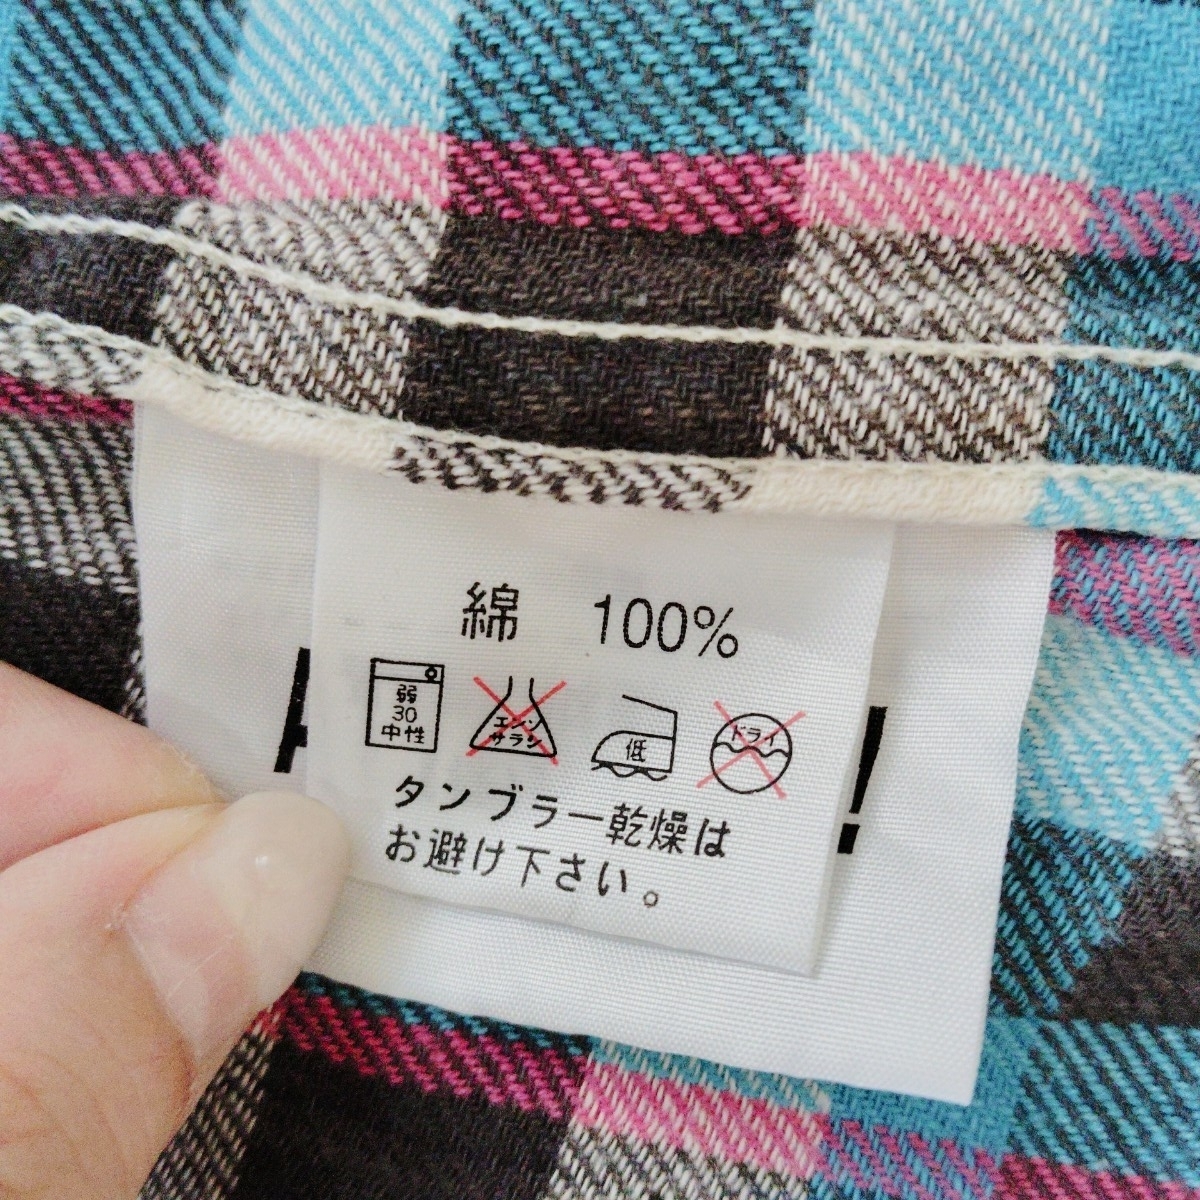 綿 100%
弱
30
中性
エンソ
サラシ
低
ドライ
タンブラー乾燥は
お避け下さい。
A
!